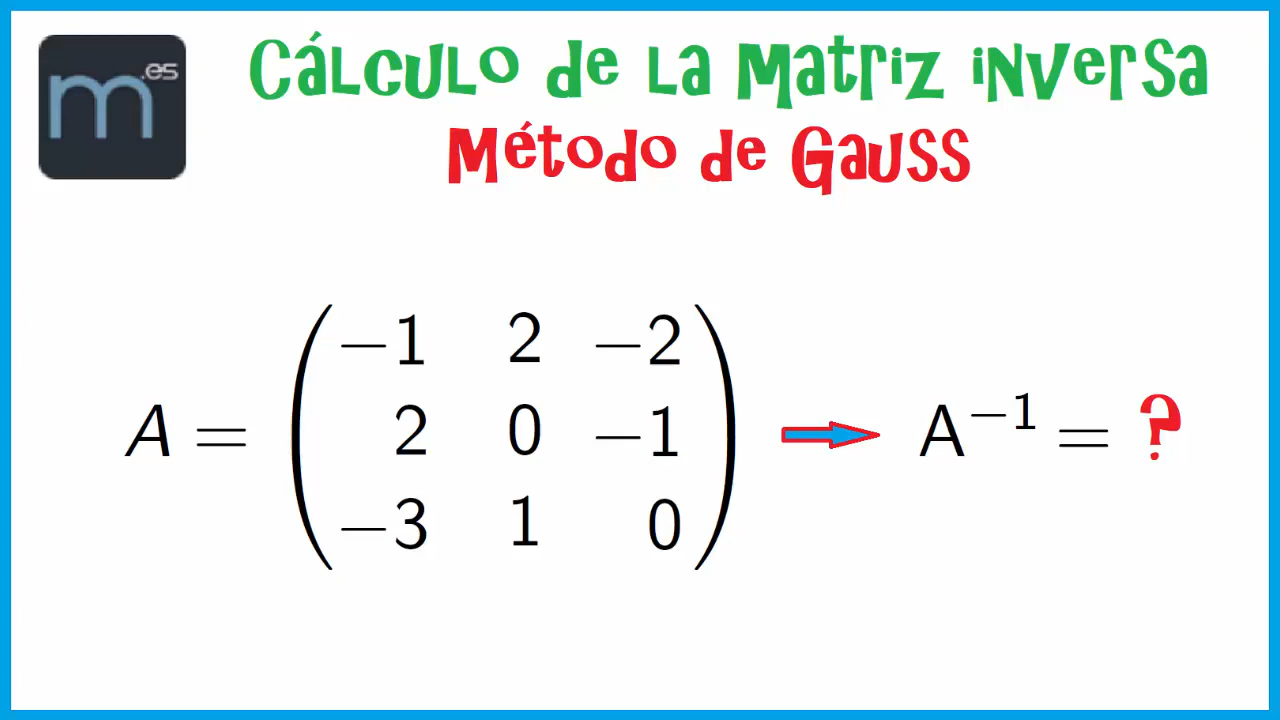 m.es
Cálculo de la Matriz inversa
Método de Gauss
−1 2 −2
A = 2 0 −1 A⁻¹ = ?
−3 1 0